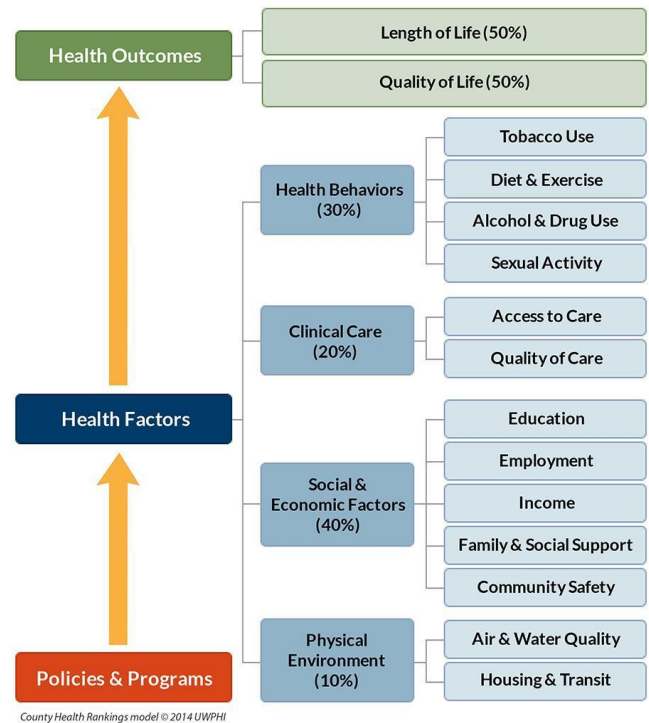 Health Outcomes
Length of Life (50%)
Quality of Life (50%)
Health Factors
Health Behaviors
(30%)
Tobacco Use
Diet & Exercise
Alcohol & Drug Use
Sexual Activity
Clinical Care
(20%)
Access to Care
Quality of Care
Social &
Economic Factors
(40%)
Education
Employment
Income
Family & Social Support
Community Safety
Physical
Environment
(10%)
Air & Water Quality
Housing & Transit
Policies & Programs
County Health Rankings model © 2014 UWPHI